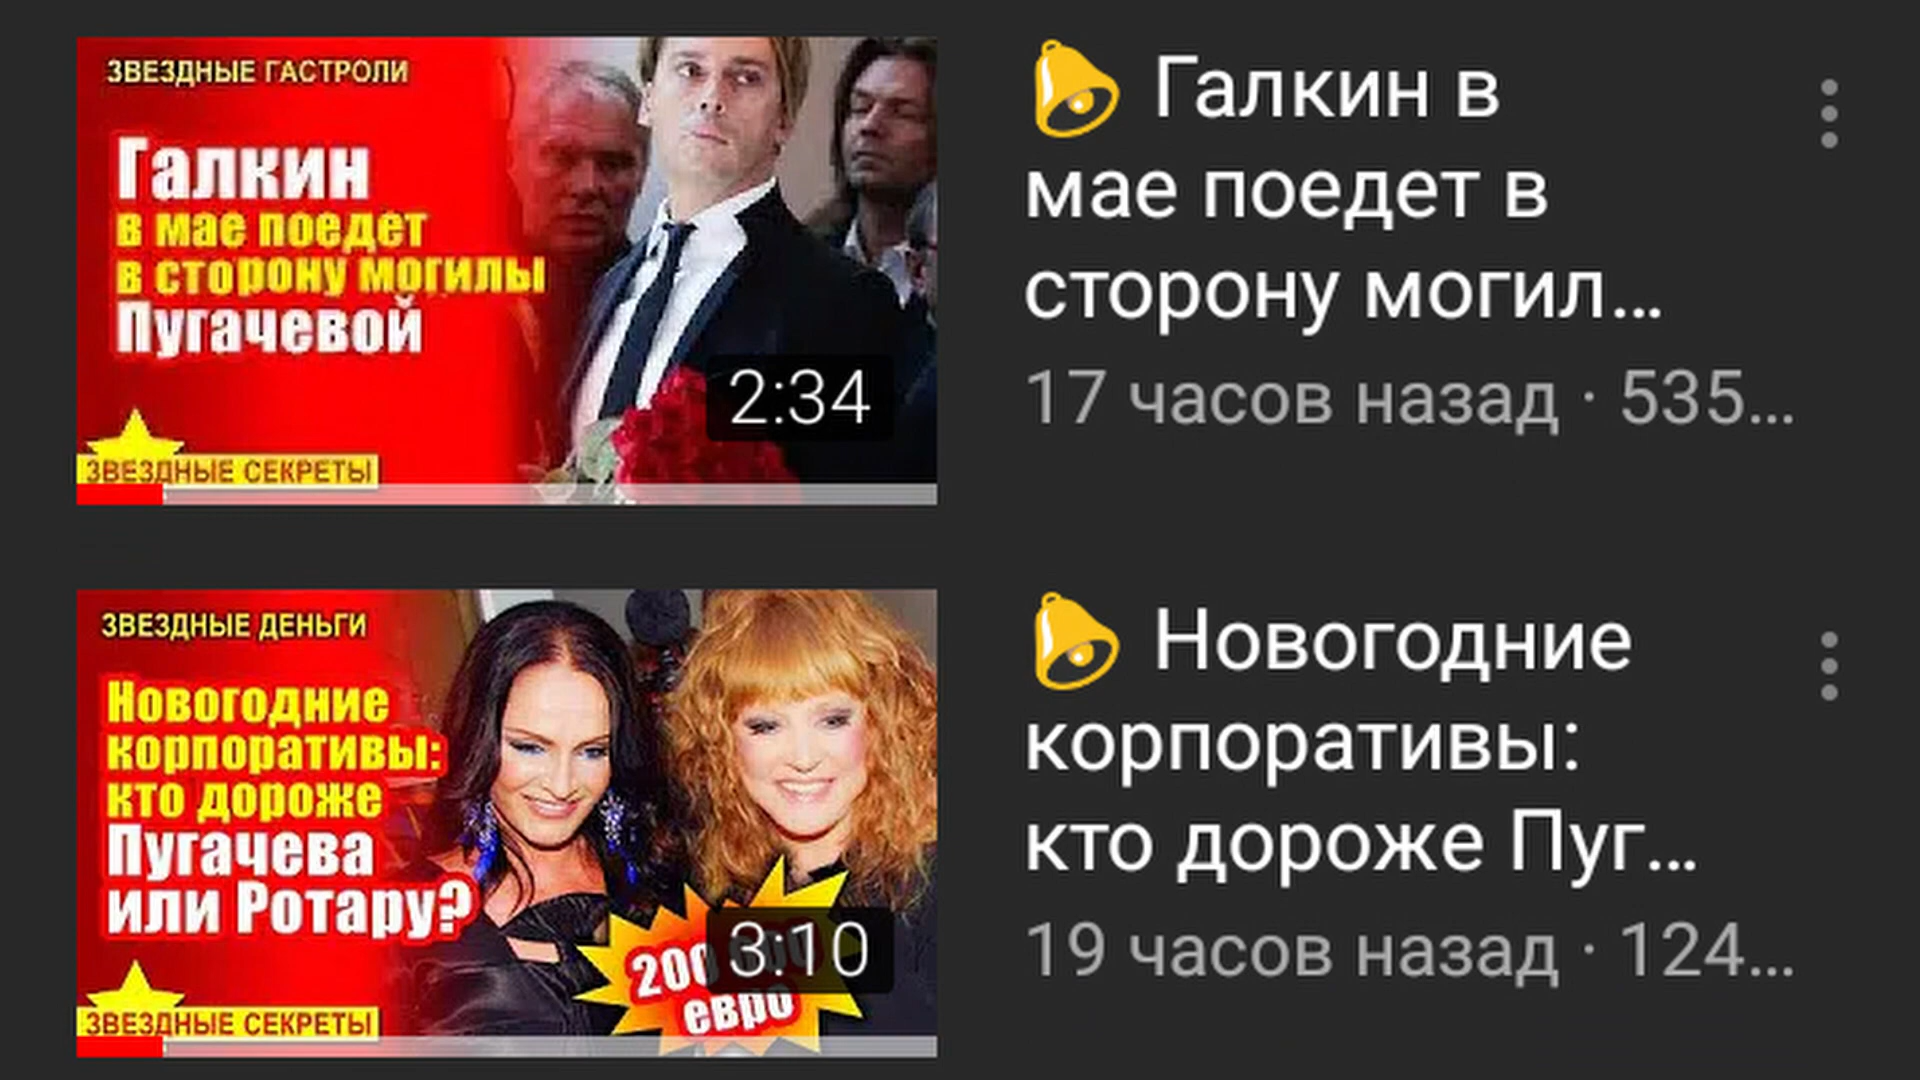 ЗВЕЗДНЫЕ ГАСТРОЛИ
Галкин
в мае поедет
в сторону могилы
Пугачевой
2:34
ЗВЕЗДНЫЕ СЕКРЕТЫ
Галкин в
мае поедет в
сторону могил...
17 часов назад · 535...
ЗВЕЗДНЫЕ ДЕНЬГИ
Новогодние
корпоративы:
кто дороже
Пугачева
или Ротару?
200
3:10
евро
ЗВЕЗДНЫЕ СЕКРЕТЫ
Новогодние
корпоративы:
кто дороже Пуг...
19 часов назад · 124...